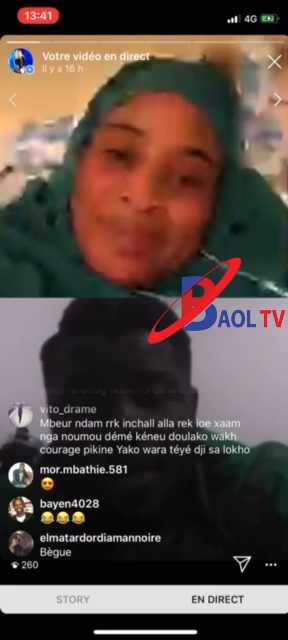 13:41
4G
Votre vidéo en direct
Il y a 16 h
BAOL TV
vito_drame
Mbeur ndam rrk inchall alla rek ioe xaam
nga noumou démé kéneu doulako wakh
courage pikine Yako wara téyé dji sa lokho
mor.mbathie.581
😍
bayen4028
😂😂😂
elmatardordiamannoire
Bègue
260
STORY
EN DIRECT